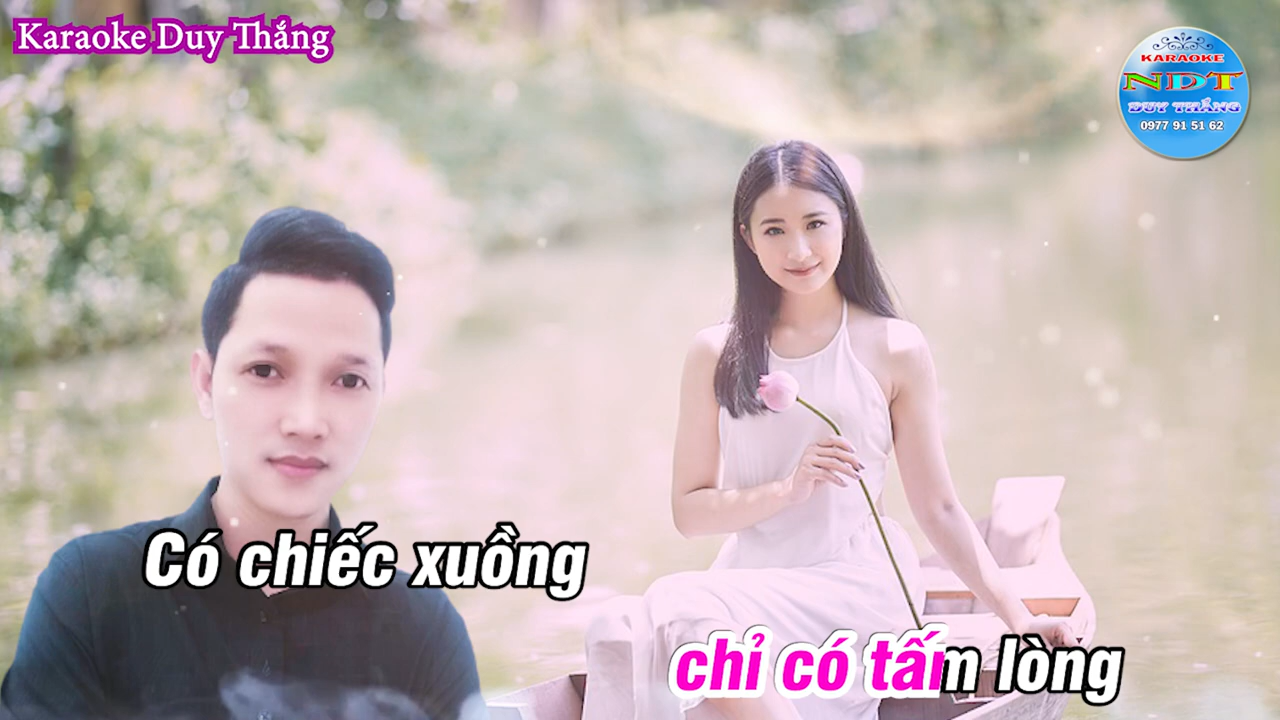 Karaoke Duy Thắng
KARAOKE
NDT
DUY THẮNG
0977 91 51 62
Có chiếc xuồng
chỉ có tấm lòng